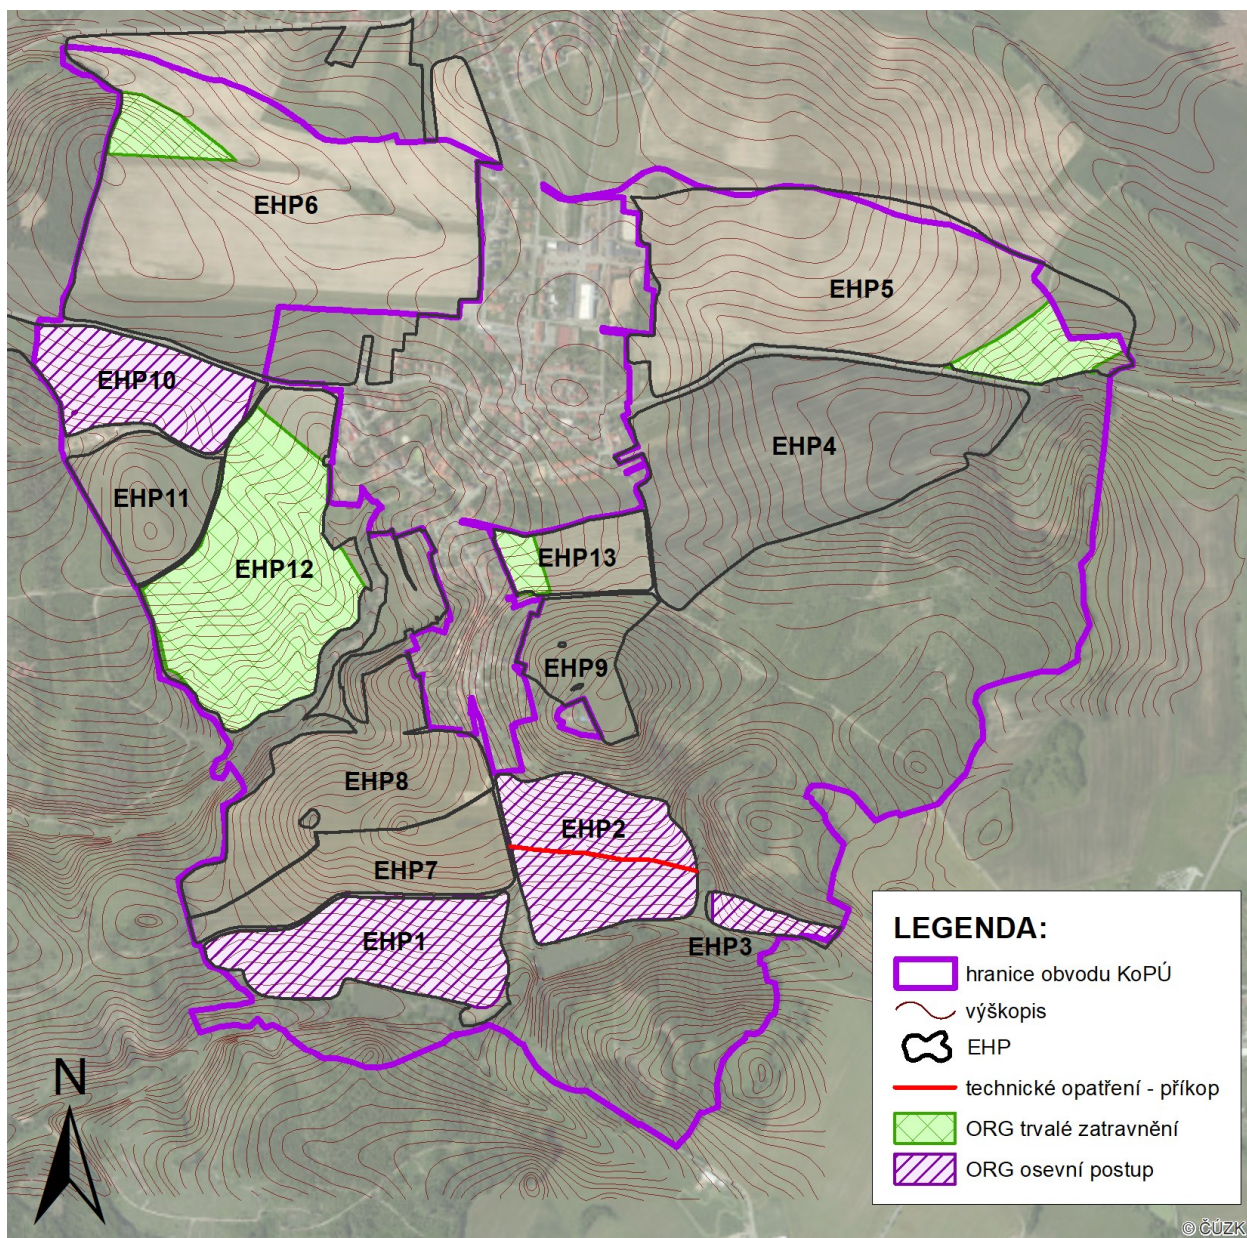 EHP6
EHP5
EHP10
EHP4
EHP11
EHP12
EHP13
EHP9
EHP8
EHP2
EHP7
EHP1
EHP3
LEGENDA:
hranice obvodu KoPÚ
výškopis
EHP
technické opatření - příkop
ORG trvalé zatravnění
ORG osevní postup
N
© ČÚZK